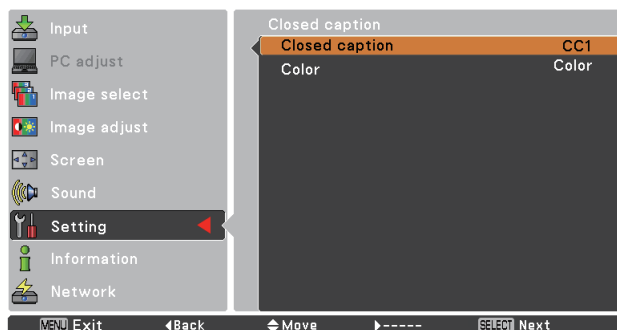 Input
PC adjust
Image select
Image adjust
Screen
Sound
Setting
Information
Network
Closed caption
Closed caption CC1
Color Color
MENU Exit Back Move ----- SELECT Next